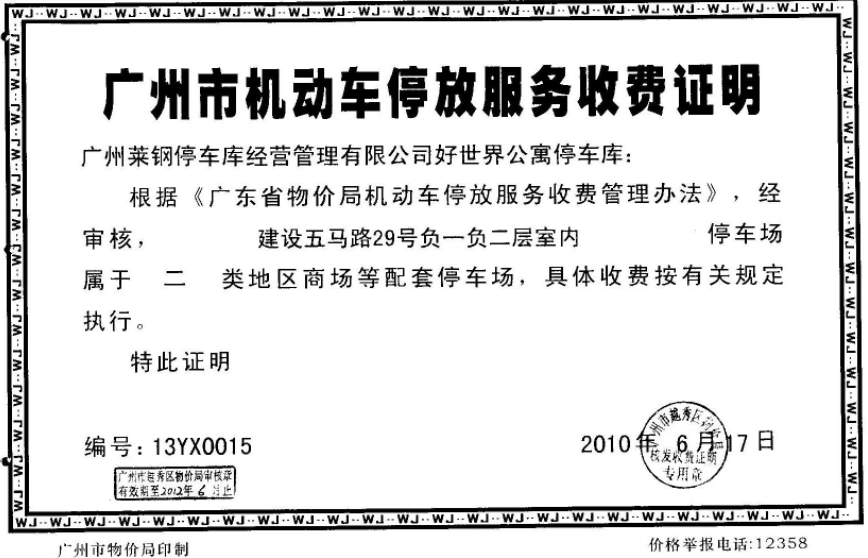 广州市机动车停放服务收费证明
广州莱钢停车库经营管理有限公司好世界公寓停车库：
根据《广东省物价局机动车停放服务收费管理办法》，经
审核， 建设五马路29号负一负二层室内 停车场
属于 二 类地区商场等配套停车场，具体收费按有关规定
执行。
特此证明
编号：13YX0015
2010年 6月17日
广州市越秀区物价局
核发收费证明
专用章
广州市越秀区物价局审核章
有效期至2012年6月止
广州市物价局印制
价格举报电话:12358